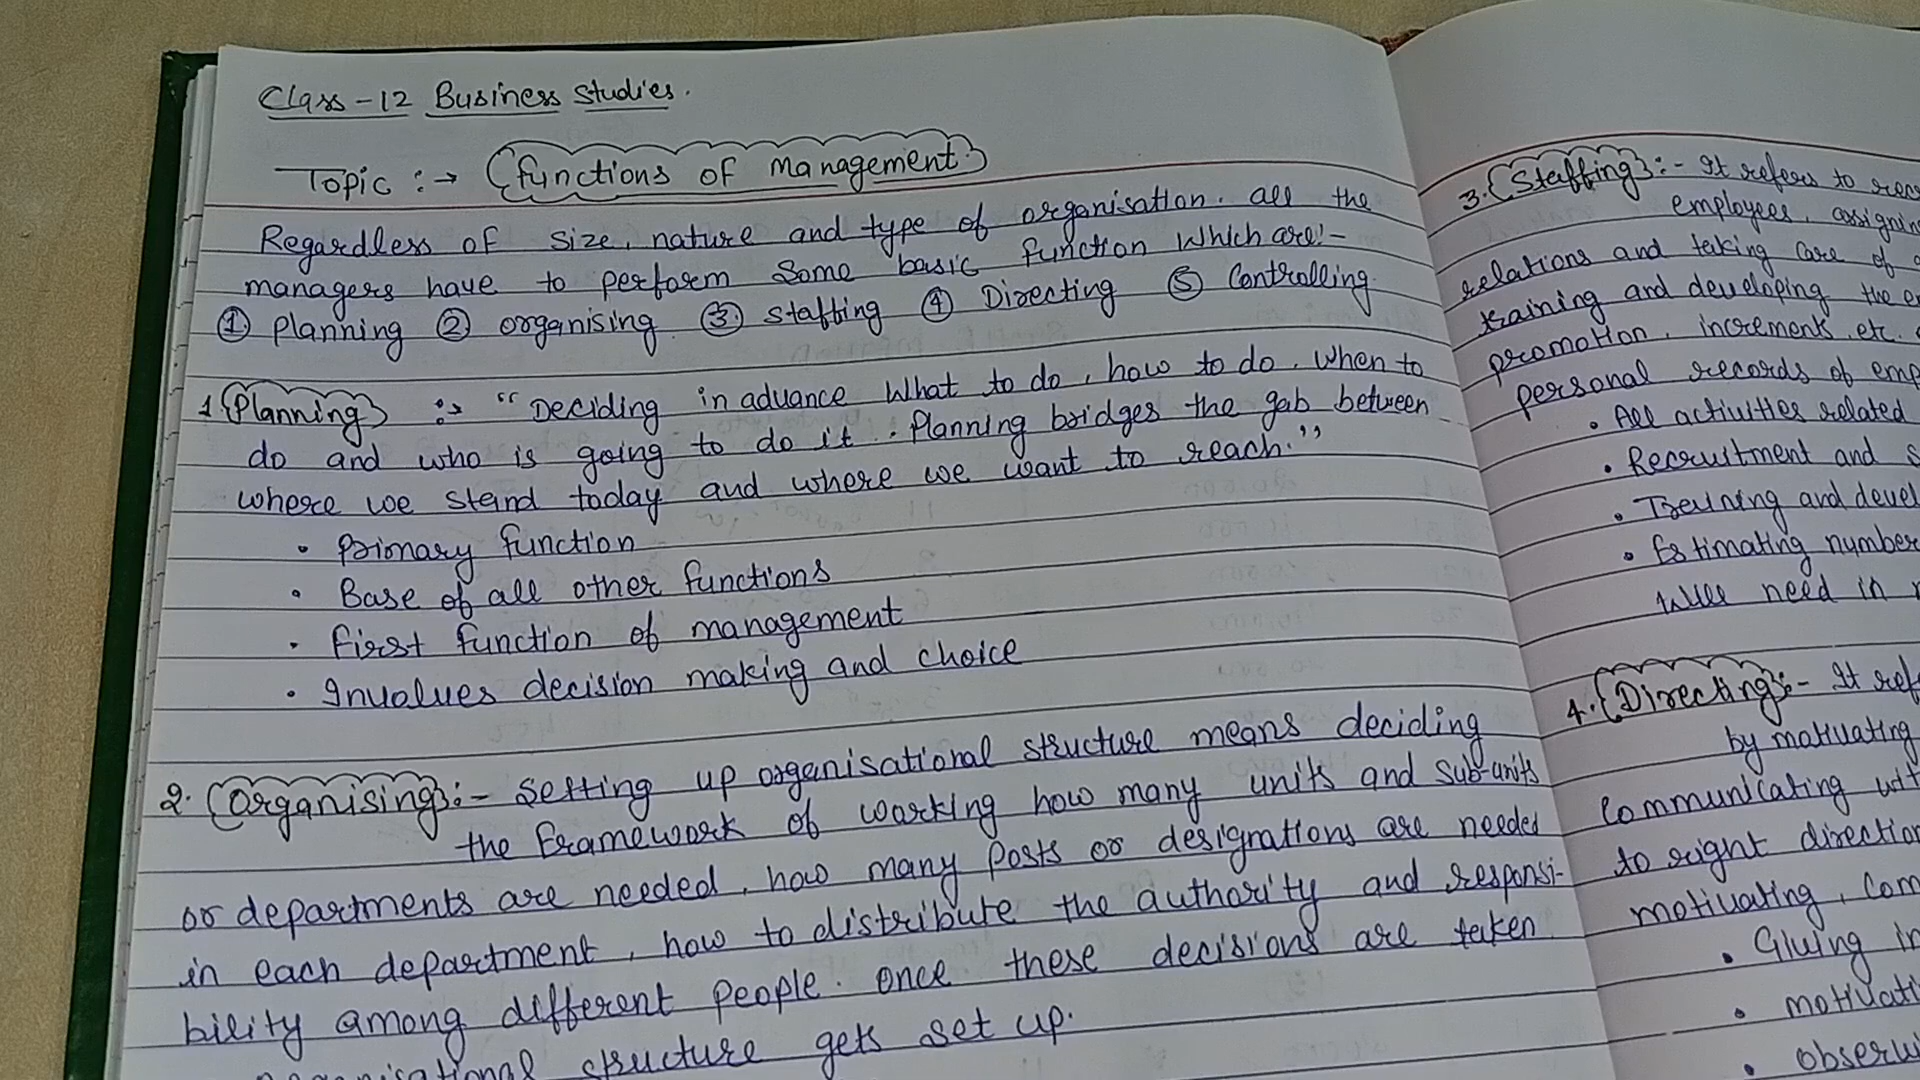 Class-12 Business Studies.
Topic :→ Functions of management.
Regardless of size, nature and type of organisation. all the
managers have to perform some basic function which are:-
① Planning ② organising ③ Staffing ④ Directing ⑤ Controlling
1 Planning :→ "Deciding in advance what to do, how to do, when to
do and who is going to do it. Planning bridges the gab between
where we stand today and where we want to reach."
• Primary function
• Base of all other functions
• First function of management
• Involves decision making and choice
2. Organising :- Setting up organisational structure means deciding
the framework of working how many units and sub-units
or departments are needed, how many posts or designations are needed
in each department, how to distribute the authority and responsi-
bility among different people. once these decisions are taken
structure gets set up.
3. Staffing :- It refers to
employees,
relations and taking care of
training and developing the
promotion, increments, etc.
personal records of
• All activities related
• Recruitment and
• Training and
• Estimating number
will need in
4. Directing :- It
by motivating
Communicating
to right
motivating,
• Giving
•
•